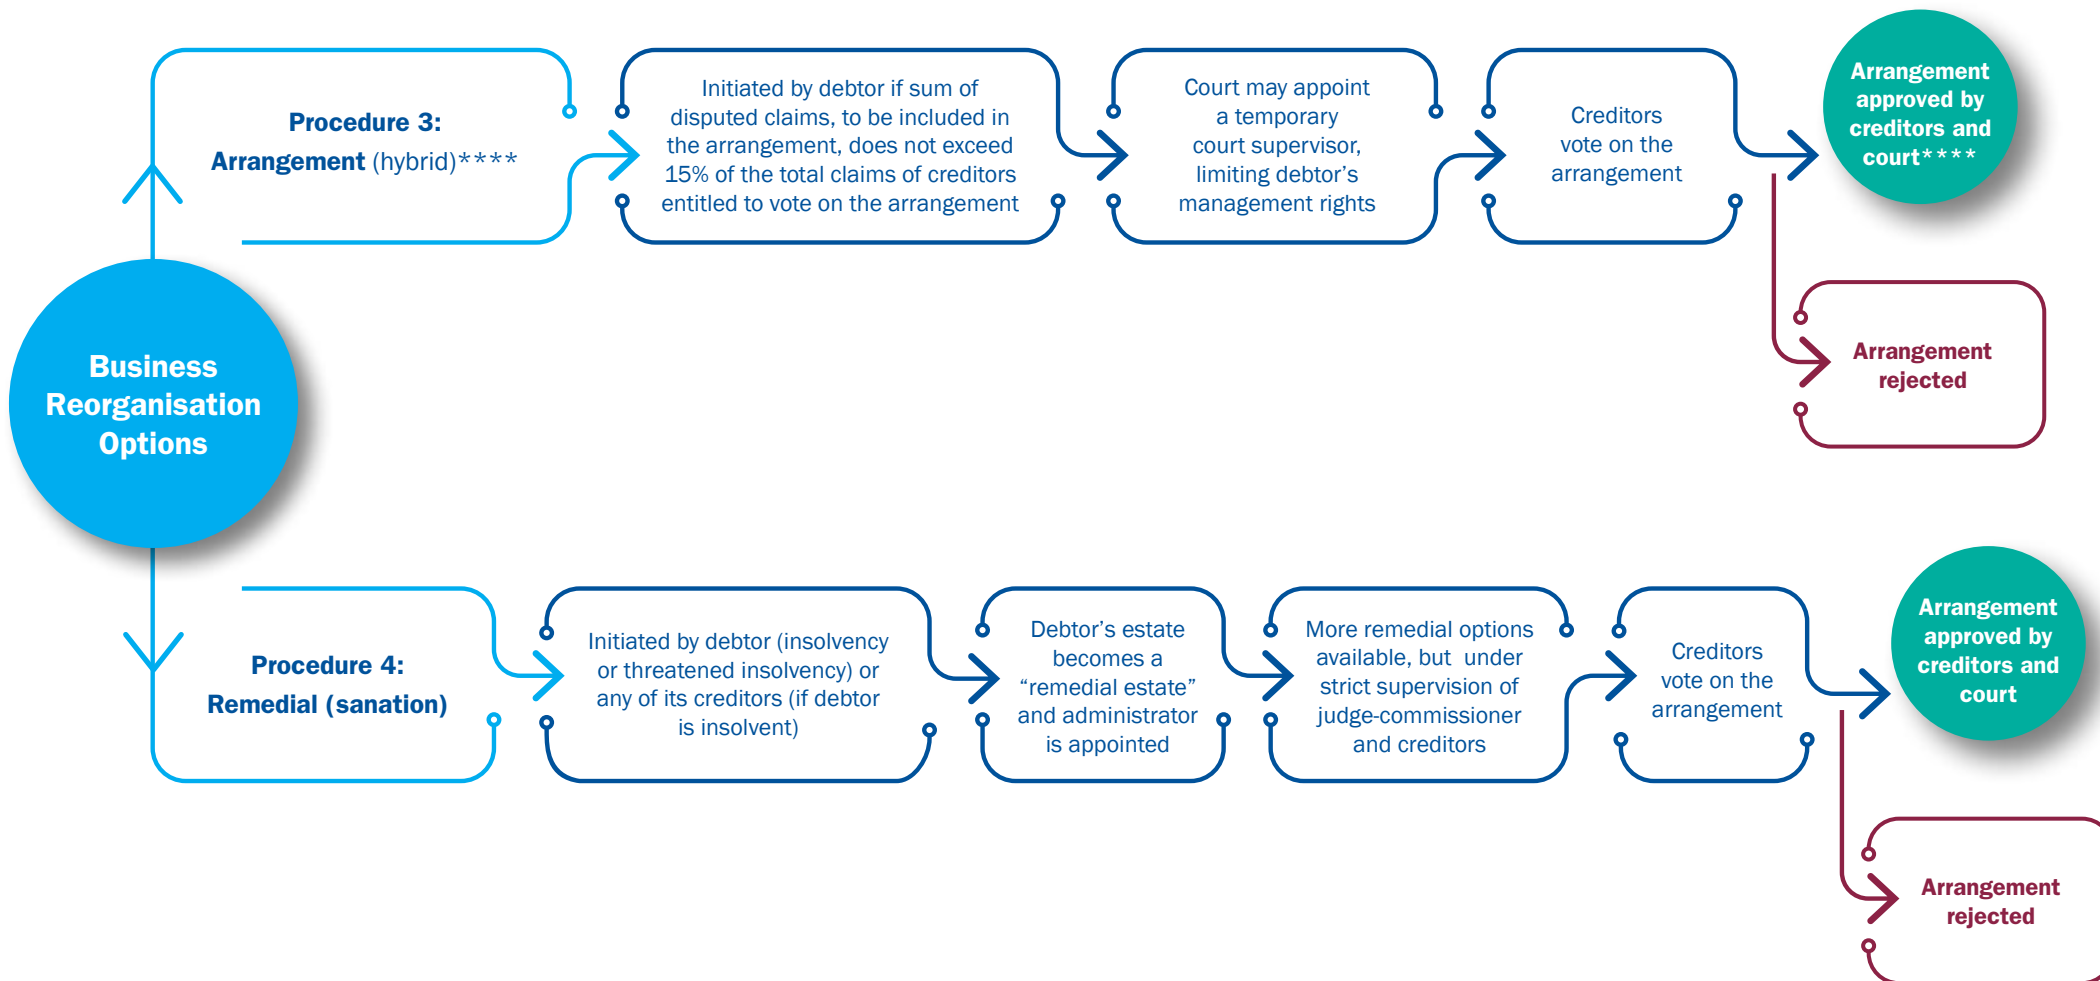 Business
Reorganisation
Options
Procedure 3:
Arrangement (hybrid)****
Initiated by debtor if sum of
disputed claims, to be included in
the arrangement, does not exceed
15% of the total claims of creditors
entitled to vote on the arrangement
Court may appoint
a temporary
court supervisor,
limiting debtor’s
management rights
Creditors
vote on the
arrangement
Arrangement
approved by
creditors and
court****
Arrangement
rejected
Procedure 4:
Remedial (sanation)
Initiated by debtor (insolvency
or threatened insolvency) or
any of its creditors (if debtor
is insolvent)
Debtor’s estate
becomes a
“remedial estate”
and administrator
is appointed
More remedial options
available, but under
strict supervision of
judge-commissioner
and creditors
Creditors
vote on the
arrangement
Arrangement
approved by
creditors and
court
Arrangement
rejected